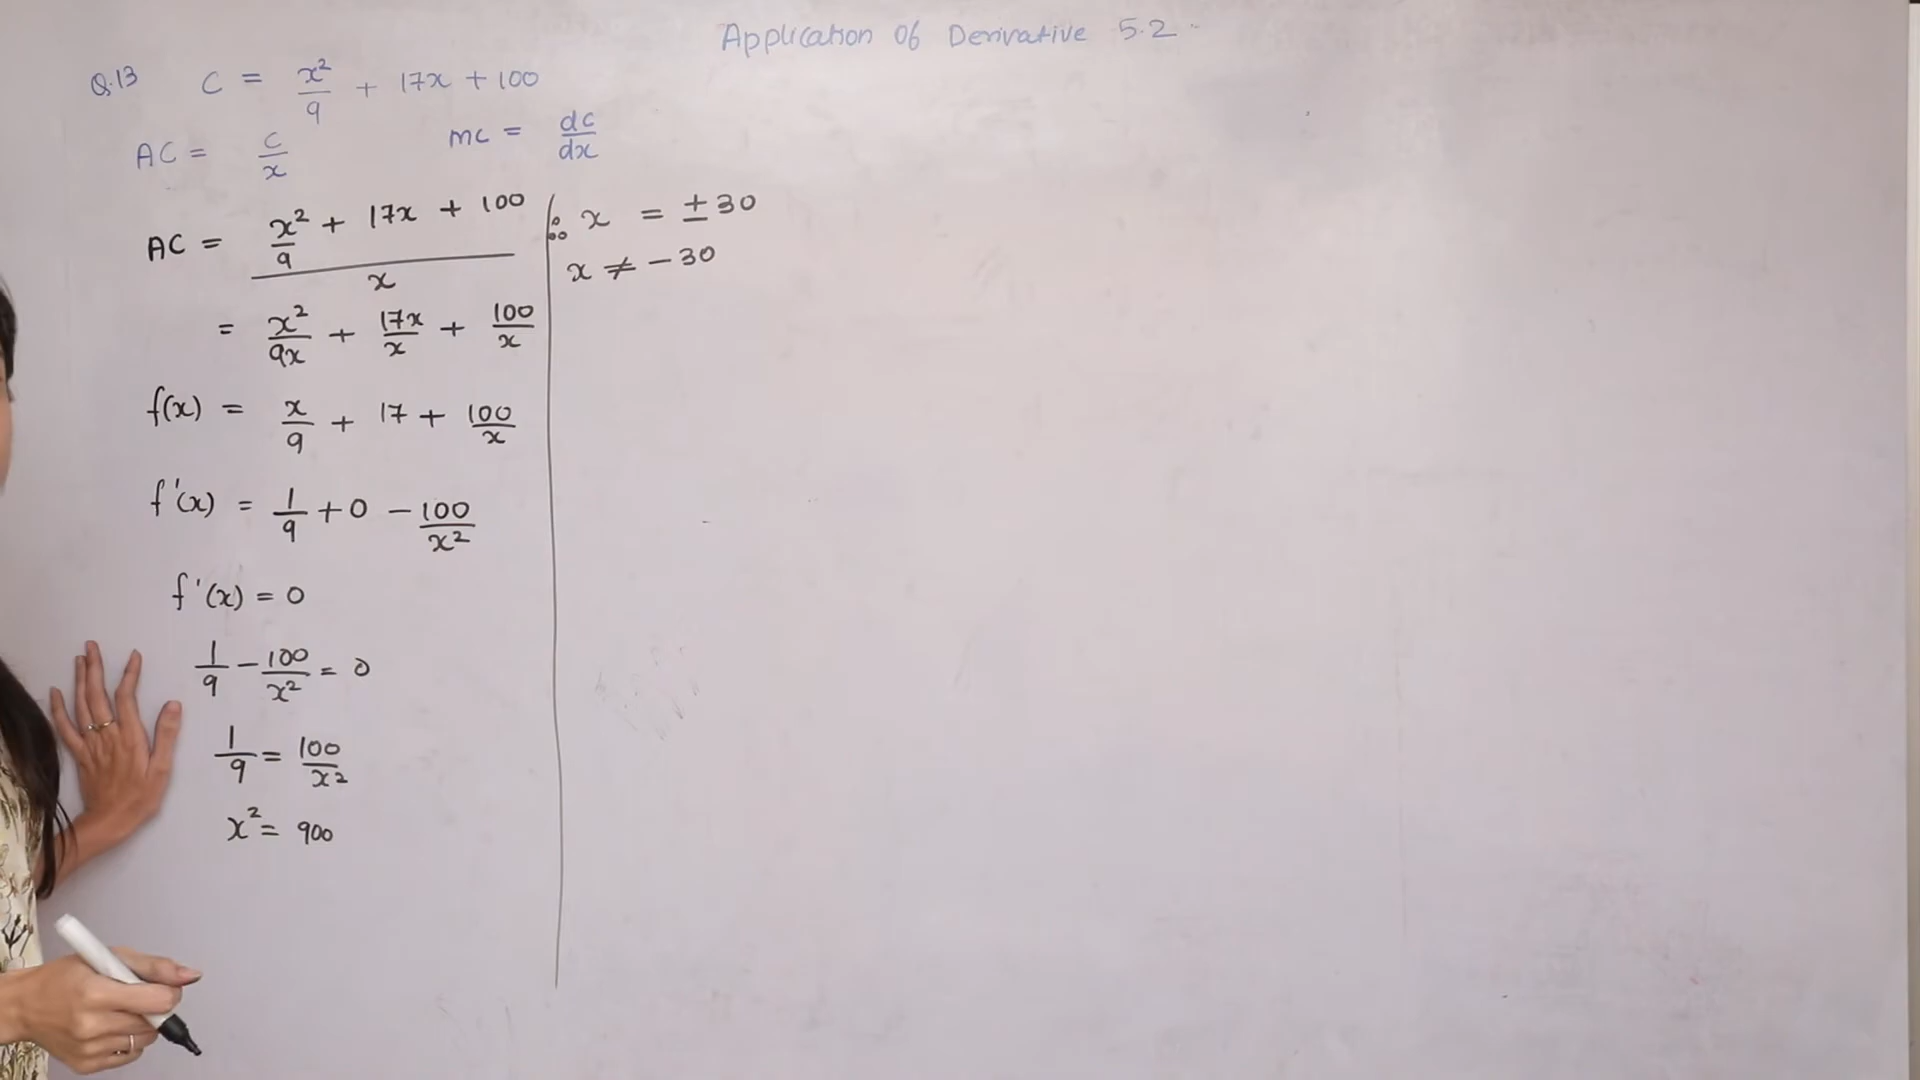 Application Of Derivative 5.2
Q.13 C = x²/9 + 17x + 100
AC = C/x mc = dc/dx
AC = (x²/9 + 17x + 100)/x
= x²/9x + 17x/x + 100/x
f(x) = x/9 + 17 + 100/x
f'(x) = 1/9 + 0 - 100/x²
f'(x) = 0
1/9 - 100/x² = 0
1/9 = 100/x²
x² = 900
∴ x = ± 30
x ≠ - 30